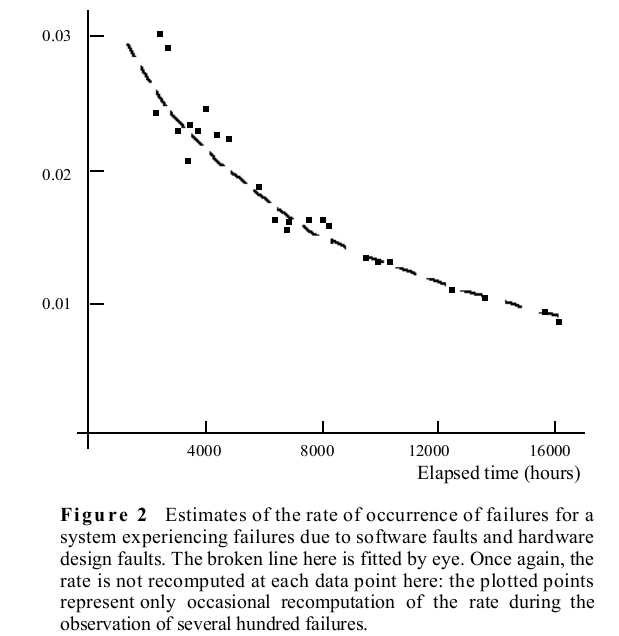 0.03
0.02
0.01
4000 8000 12000 16000
Elapsed time (hours)
Figure 2 Estimates of the rate of occurrence of failures for a
system experiencing failures due to software faults and hardware
design faults. The broken line here is fitted by eye. Once again, the
rate is not recomputed at each data point here: the plotted points
represent only occasional recomputation of the rate during the
observation of several hundred failures.